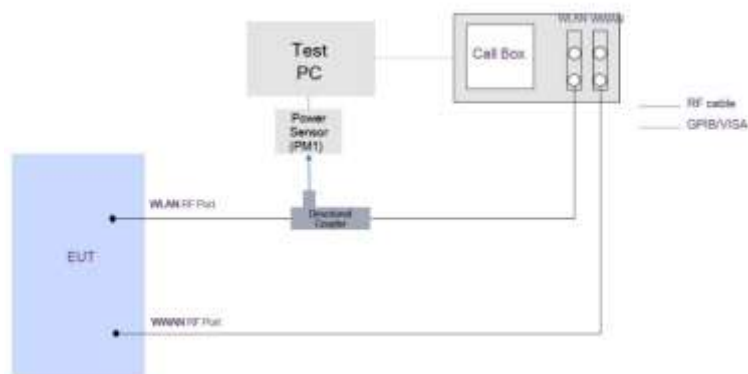 WLAN WWAN
Test
PC
Call Box
RF cable
GPIB/VISA
Power
Sensor
(PM1)
WLAN RF Port
Directional
Coupler
EUT
WWAN RF Port